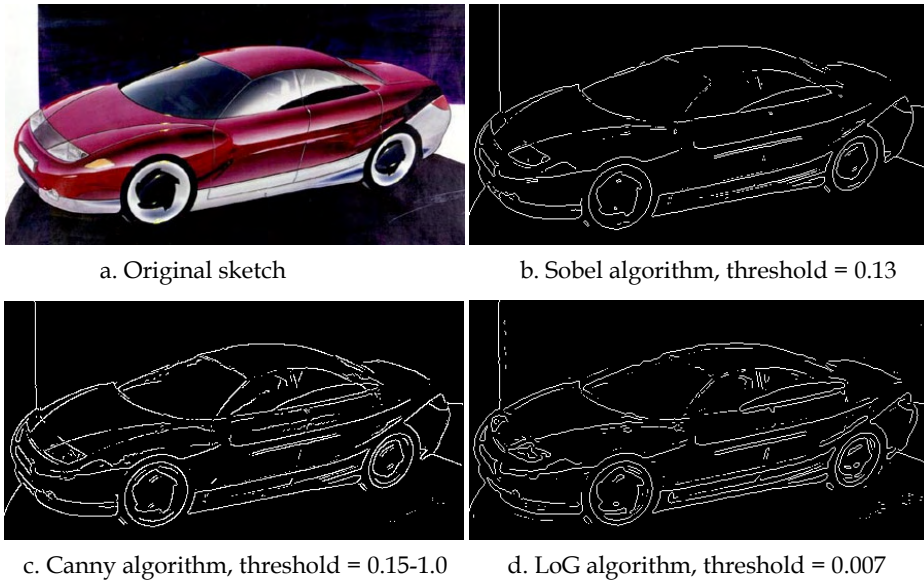 a. Original sketch
b. Sobel algorithm, threshold = 0.13
c. Canny algorithm, threshold = 0.15-1.0
d. LoG algorithm, threshold = 0.007